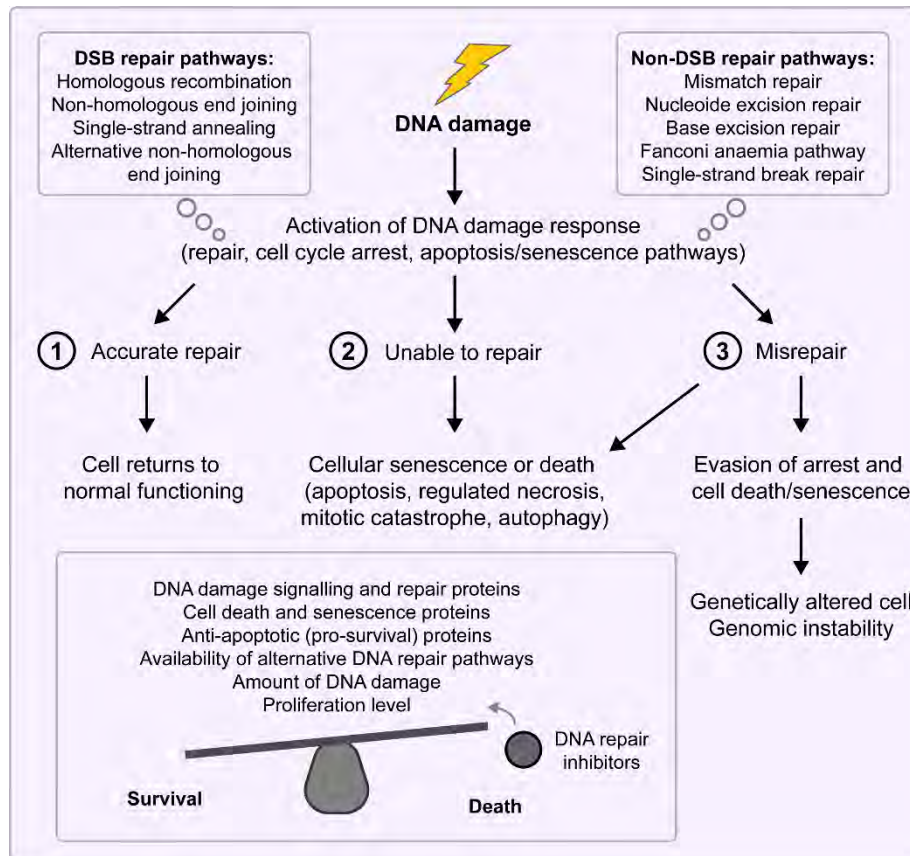 DSB repair pathways:
Homologous recombination
Non-homologous end joining
Single-strand annealing
Alternative non-homologous
end joining
DNA damage
Non-DSB repair pathways:
Mismatch repair
Nucleoide excision repair
Base excision repair
Fanconi anaemia pathway
Single-strand break repair
Activation of DNA damage response
(repair, cell cycle arrest, apoptosis/senescence pathways)
1 Accurate repair
2 Unable to repair
3 Misrepair
Cell returns to
normal functioning
Cellular senescence or death
(apoptosis, regulated necrosis,
mitotic catastrophe, autophagy)
Evasion of arrest and
cell death/senescence
Genetically altered cell
Genomic instability
DNA damage signalling and repair proteins
Cell death and senescence proteins
Anti-apoptotic (pro-survival) proteins
Availability of alternative DNA repair pathways
Amount of DNA damage
Proliferation level
DNA repair
inhibitors
Survival
Death